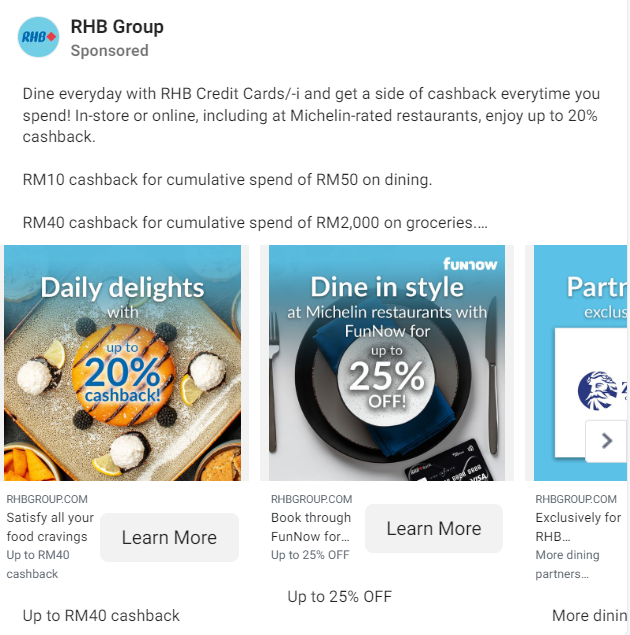 RHB
RHB Group
Sponsored
Dine everyday with RHB Credit Cards/-i and get a side of cashback everytime you
spend! In-store or online, including at Michelin-rated restaurants, enjoy up to 20%
cashback.
RM10 cashback for cumulative spend of RM50 on dining.
RM40 cashback for cumulative spend of RM2,000 on groceries....
Daily delights
with
up to
20%
cashback!
funnow
Dine in style
at Michelin restaurants with
FunNow for
up to
25%
OFF!
VISA
Partn
exclus
RHBGROUP.COM
Satisfy all your
food cravings
Up to RM40
cashback
Learn More
Up to RM40 cashback
RHBGROUP.COM
Book through
FunNow for...
Up to 25% OFF
Learn More
Up to 25% OFF
RHBGROUP.COM
Exclusively for
RHB...
More dining
partners...
More dinin